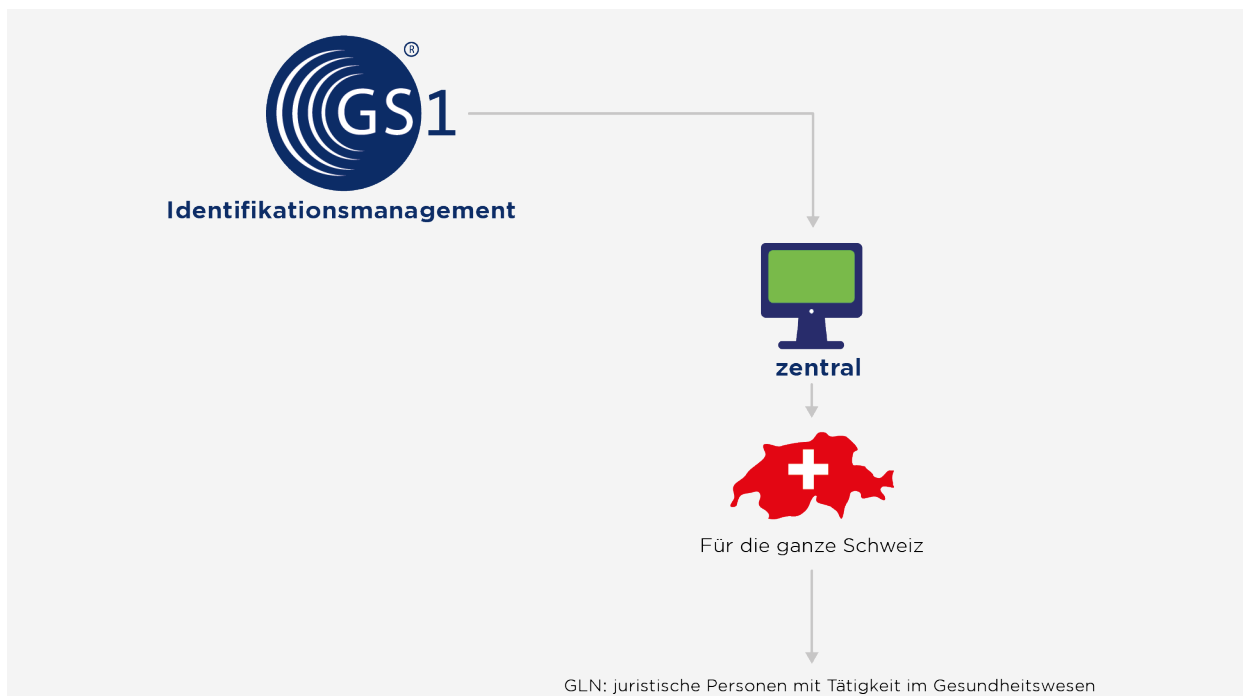 GS1®
Identifikationsmanagement
zentral
Für die ganze Schweiz
GLN: juristische Personen mit Tätigkeit im Gesundheitswesen